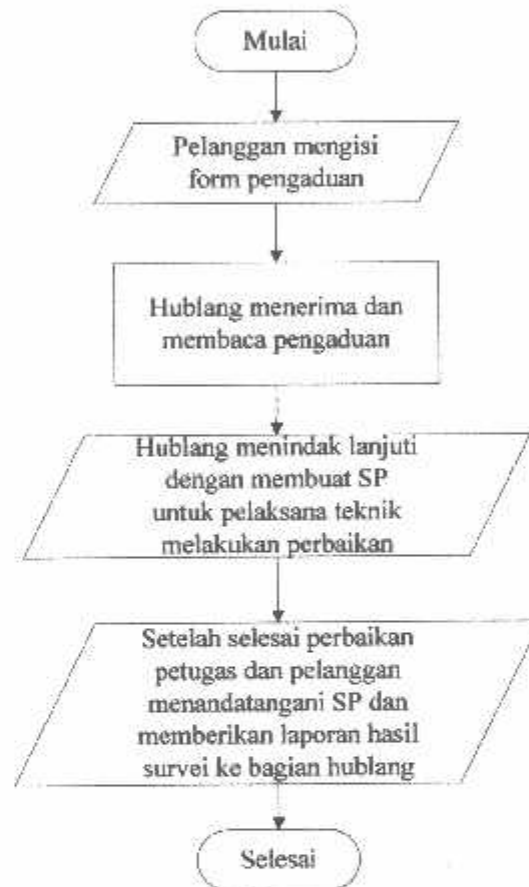 Mulai
Pelanggan mengisi
form pengaduan
Hublang menerima dan
membaca pengaduan
Hublang menindak lanjuti
dengan membuat SP
untuk pelaksana teknik
melakukan perbaikan
Setelah selesai perbaikan
petugas dan pelanggan
menandatangani SP dan
memberikan laporan hasil
survei ke bagian hublang
Selesai